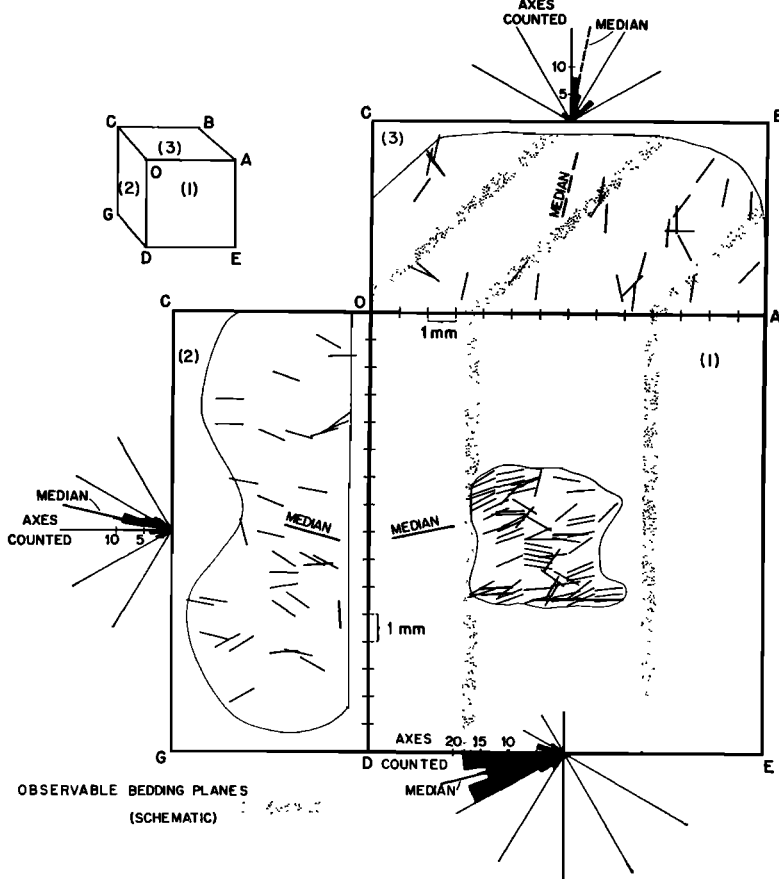 AXES
COUNTED
MEDIAN
10
5
C
B
(3)
O
A
(2)
(1)
G
D
E
C
(3)
MEDIAN
C
O
1 mm
A
(2)
(1)
MEDIAN
AXES
COUNTED
10 5
MEDIAN
MEDIAN
1 mm
G
D
AXES
COUNTED
20 15 10
MEDIAN
E
OBSERVABLE BEDDING PLANES
(SCHEMATIC)